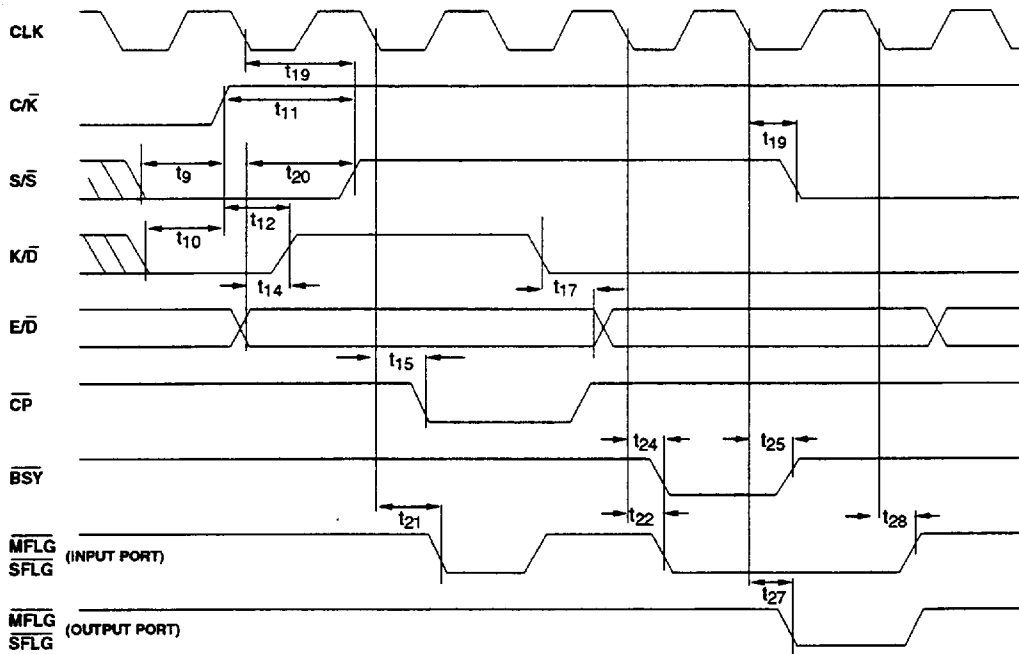 CLK
t19
C/K̅
t11
t19
S/S̅
t9
t20
t12
K/D̅
t10
t14
t17
E/D̅
t15
C̅P̅
t24
t25
B̅S̅Y̅
t21
t22
t28
M̅F̅L̅G̅
S̅F̅L̅G̅ (INPUT PORT)
t27
M̅F̅L̅G̅
S̅F̅L̅G̅ (OUTPUT PORT)